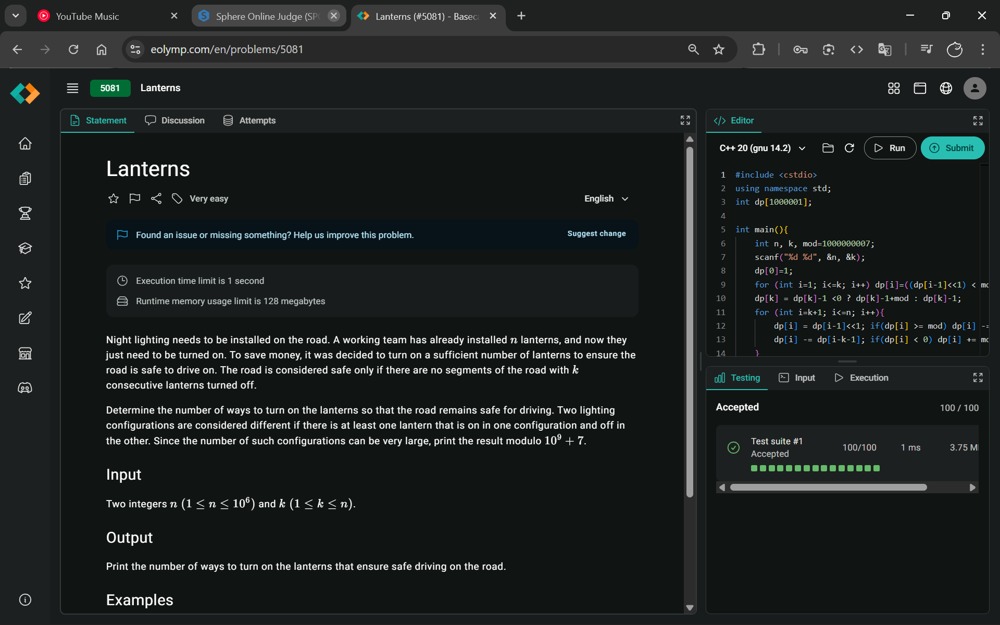 YouTube Music
Sphere Online Judge (SP
Lanterns (#5081) - Baseca
eolymp.com/en/problems/5081
5081
Lanterns
Statement
Discussion
Attempts
Lanterns
Very easy
English
Found an issue or missing something? Help us improve this problem.
Suggest change
Execution time limit is 1 second
Runtime memory usage limit is 128 megabytes
Night lighting needs to be installed on the road. A working team has already installed n lanterns, and now they
just need to be turned on. To save money, it was decided to turn on a sufficient number of lanterns to ensure the
road is safe to drive on. The road is considered safe only if there are no segments of the road with k
consecutive lanterns turned off.
Determine the number of ways to turn on the lanterns so that the road remains safe for driving. Two lighting
configurations are considered different if there is at least one lantern that is on in one configuration and off in
the other. Since the number of such configurations can be very large, print the result modulo 10⁹ + 7.
Input
Two integers n (1 ≤ n ≤ 10⁶) and k (1 ≤ k ≤ n).
Output
Print the number of ways to turn on the lanterns that ensure safe driving on the road.
Examples
Editor
C++ 20 (gnu 14.2)
Run
Submit
1 #include <cstdio>
2 using namespace std;
3 int dp[1000001];
4
5 int main(){
6 int n, k, mod=1000000007;
7 scanf("%d %d", &n, &k);
8 dp[0]=1;
9 for (int i=1; i<=k; i++) dp[i]=((dp[i-1]<<1) < mo
10 dp[k] = dp[k]-1 <0 ? dp[k]-1+mod : dp[k]-1;
11 for (int i=k+1; i<=n; i++){
12 dp[i] = dp[i-1]<<1; if(dp[i] >= mod) dp[i] -=
13 dp[i] -= dp[i-k-1]; if(dp[i] < 0) dp[i] += mo
14 }
Testing
Input
Execution
Accepted
100 / 100
Test suite #1
Accepted
100/100
1 ms
3.75 M